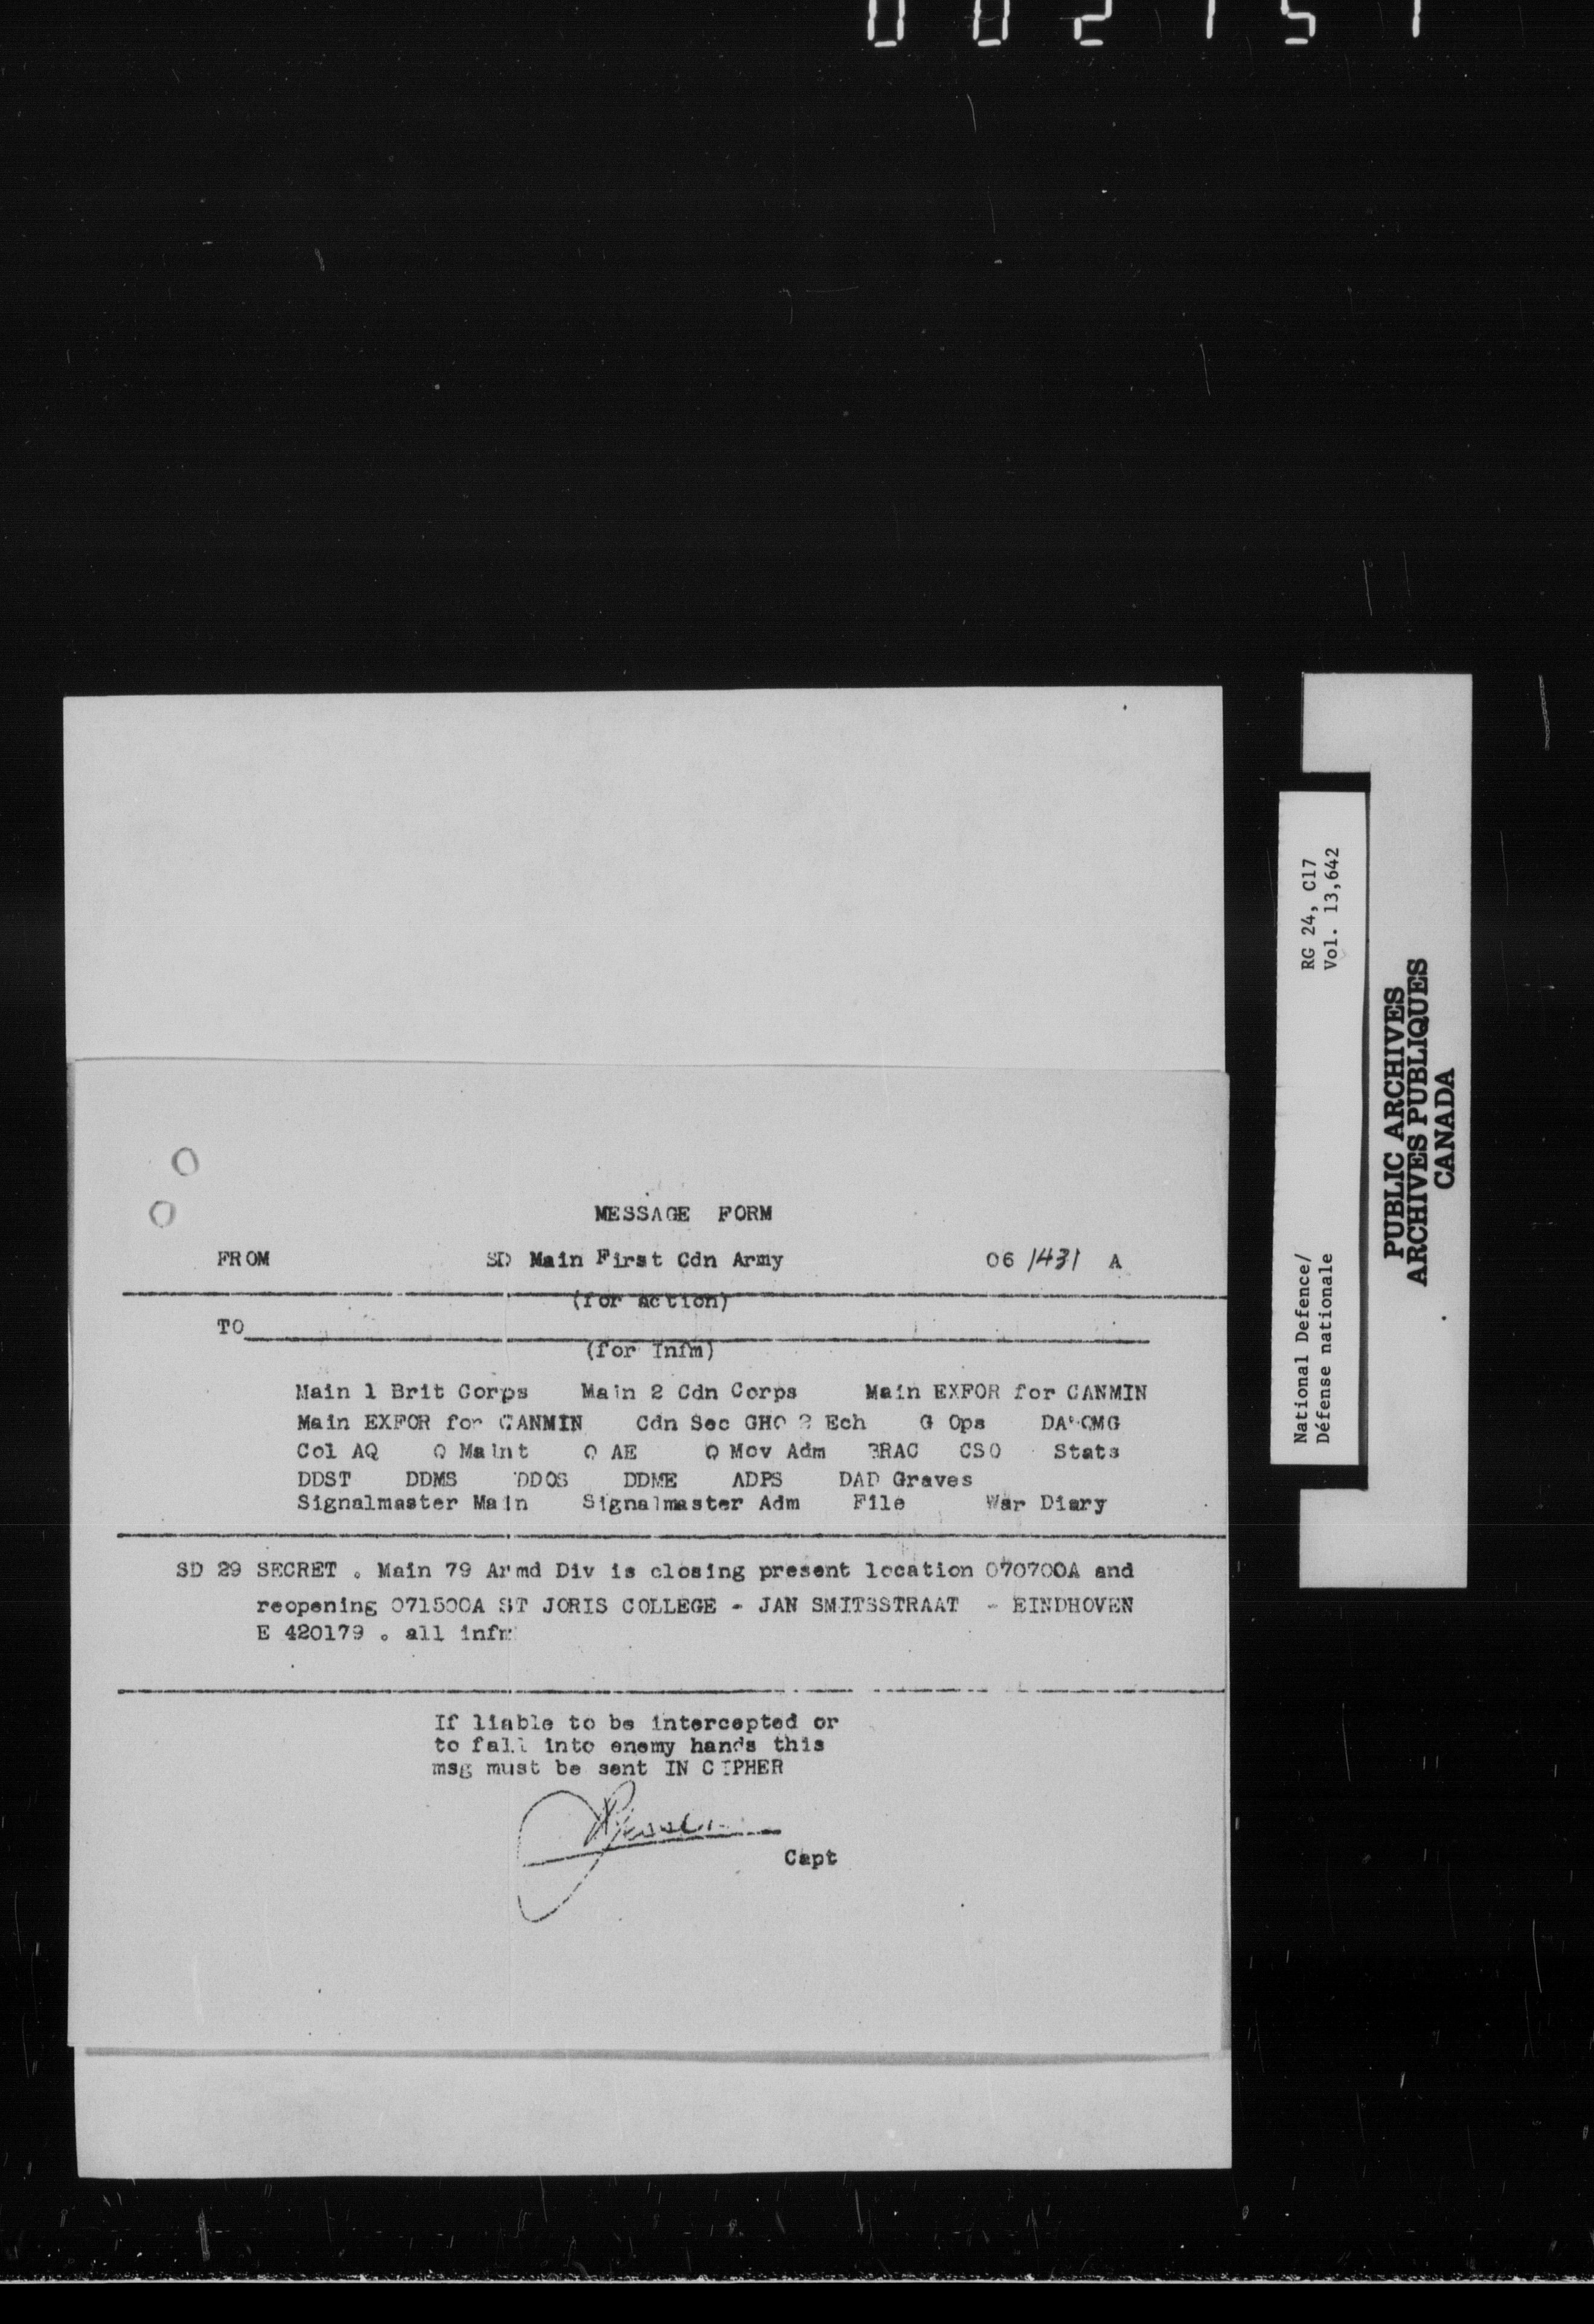 MESSAGE FORM
FROM SD Main First Cdn Army 06 1431 A
(for action)
TO
(for Infm)
Main 1 Brit Corps Main 2 Cdn Corps Main EXFOR for CANMIN
Main EXFOR for CANMIN Cdn Sec GHQ 2 Ech G Ops DA&QMG
Col AQ Q Maint Q AE Q Mov Adm BRAC CSO Stats
DDST DDMS DDOS DDME ADPS DAD Graves
Signalmaster Main Signalmaster Adm File War Diary
SD 29 SECRET . Main 79 Armd Div is closing present location 070700A and
reopening 071500A ST JORIS COLLEGE - JAN SMITSSTRAAT - EINDHOVEN
E 420179 . all infm
If liable to be intercepted or
to fall into enemy hands this
msg must be sent IN CIPHER
Capt
National Defence/ RG 24, C17
Défense nationale Vol. 13,642
PUBLIC ARCHIVES
ARCHIVES PUBLIQUES
CANADA